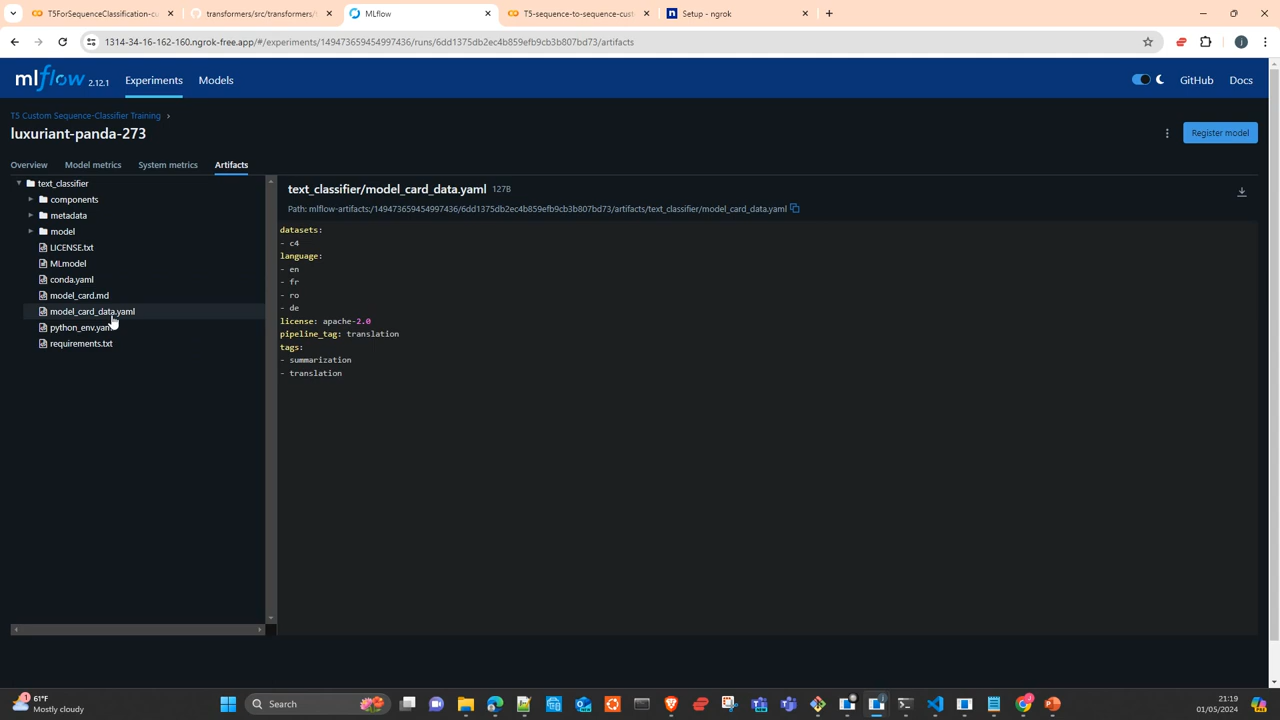 T5ForSequenceClassification-cu
transformers/src/transformers/
MLflow
T5-sequence-to-sequence-cust
Setup - ngrok
1314-34-16-162-160.ngrok-free.app/#/experiments/149473659454997436/runs/6dd1375db2ec4b859efb9cb3b807bd73/artifacts
mlflow 2.12.1 Experiments Models GitHub Docs
T5 Custom Sequence-Classifier Training
luxuriant-panda-273
Register model
Overview Model metrics System metrics Artifacts
text_classifier
components
metadata
model
LICENSE.txt
MLmodel
conda.yaml
model_card.md
model_card_data.yaml
python_env.yaml
requirements.txt
text_classifier/model_card_data.yaml 127B
Path: mlflow-artifacts:/149473659454997436/6dd1375db2ec4b859efb9cb3b807bd73/artifacts/text_classifier/model_card_data.yaml
datasets:
- c4
language:
- en
- fr
- ro
- de
license: apache-2.0
pipeline_tag: translation
tags:
- summarization
- translation
1
61°F
Mostly cloudy
Search
21:19
01/05/2024